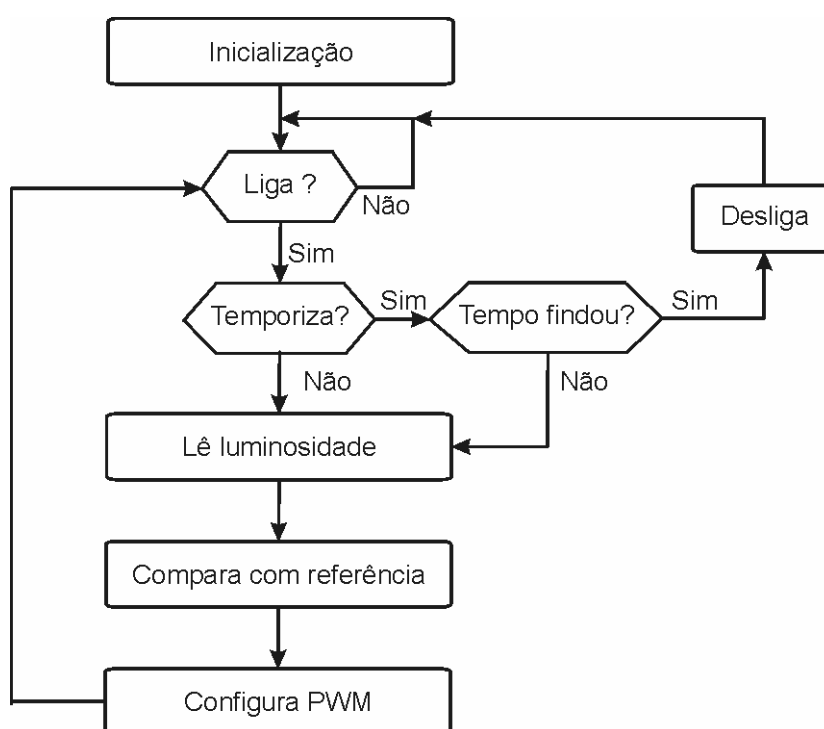 Inicialização
Liga ?
Não
Desliga
Sim
Temporiza?
Sim
Tempo findou?
Sim
Não
Não
Lê luminosidade
Compara com referência
Configura PWM